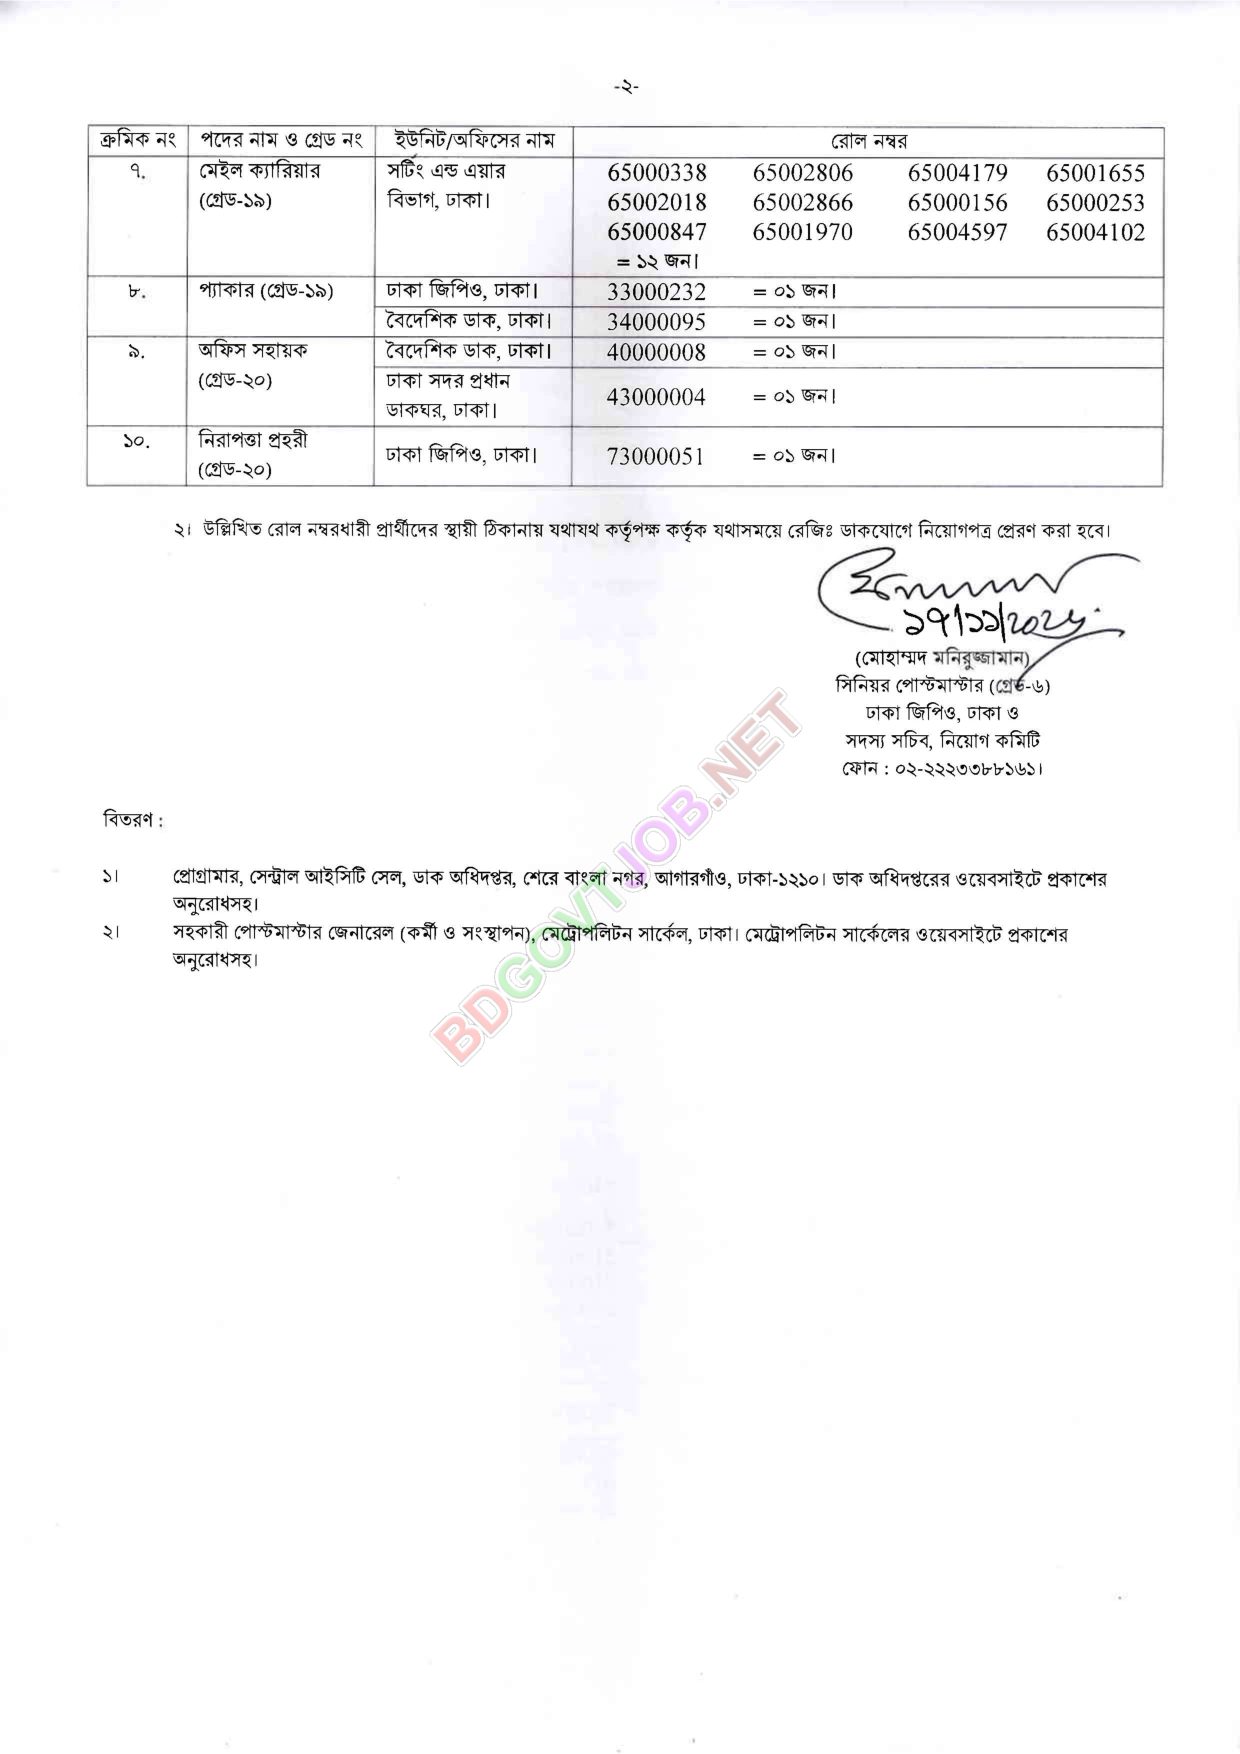 -২-
ক্রমিক নং পদের নাম ও গ্রেড নং ইউনিট/অফিসের নাম রোল নম্বর
৭. মেইল ক্যারিয়ার সর্টিং এন্ড এয়ার 65000338 65002806 65004179 65001655
(গ্রেড-১৯) বিভাগ, ঢাকা। 65002018 65002866 65000156 65000253
65000847 65001970 65004597 65004102
= ১২ জন।
৮. প্যাকার (গ্রেড-১৯) ঢাকা জিপিও, ঢাকা। 33000232 = ০১ জন।
বৈদেশিক ডাক, ঢাকা। 34000095 = ০১ জন।
৯. অফিস সহায়ক বৈদেশিক ডাক, ঢাকা। 40000008 = ০১ জন।
(গ্রেড-২০) ঢাকা সদর প্রধান
ডাকঘর, ঢাকা। 43000004 = ০১ জন।
১০. নিরাপত্তা প্রহরী
(গ্রেড-২০) ঢাকা জিপিও, ঢাকা। 73000051 = ০১ জন।
২। উল্লিখিত রোল নম্বরধারী প্রার্থীদের স্থায়ী ঠিকানায় যথাযথ কর্তৃপক্ষ কর্তৃক যথাসময়ে রেজিঃ ডাকযোগে নিয়োগপত্র প্রেরণ করা হবে।
(মোহাম্মদ মনিরুজ্জামান)
সিনিয়র পোস্টমাস্টার (গ্রেড-৬)
ঢাকা জিপিও, ঢাকা ও
সদস্য সচিব, নিয়োগ কমিটি
ফোন : ০২-২২২৩৩৮৮১৬১।
বিতরণ :
১। প্রোগ্রামার, সেন্ট্রাল আইসিটি সেল, ডাক অধিদপ্তর, শেরে বাংলা নগর, আগারগাঁও, ঢাকা-১২১০। ডাক অধিদপ্তরের ওয়েবসাইটে প্রকাশের
অনুরোধসহ।
২। সহকারী পোস্টমাস্টার জেনারেল (কর্মী ও সংস্থাপন), মেট্রোপলিটন সার্কেল, ঢাকা। মেট্রোপলিটন সার্কেলের ওয়েবসাইটে প্রকাশের
অনুরোধসহ।
BDGOVTJOB.NET